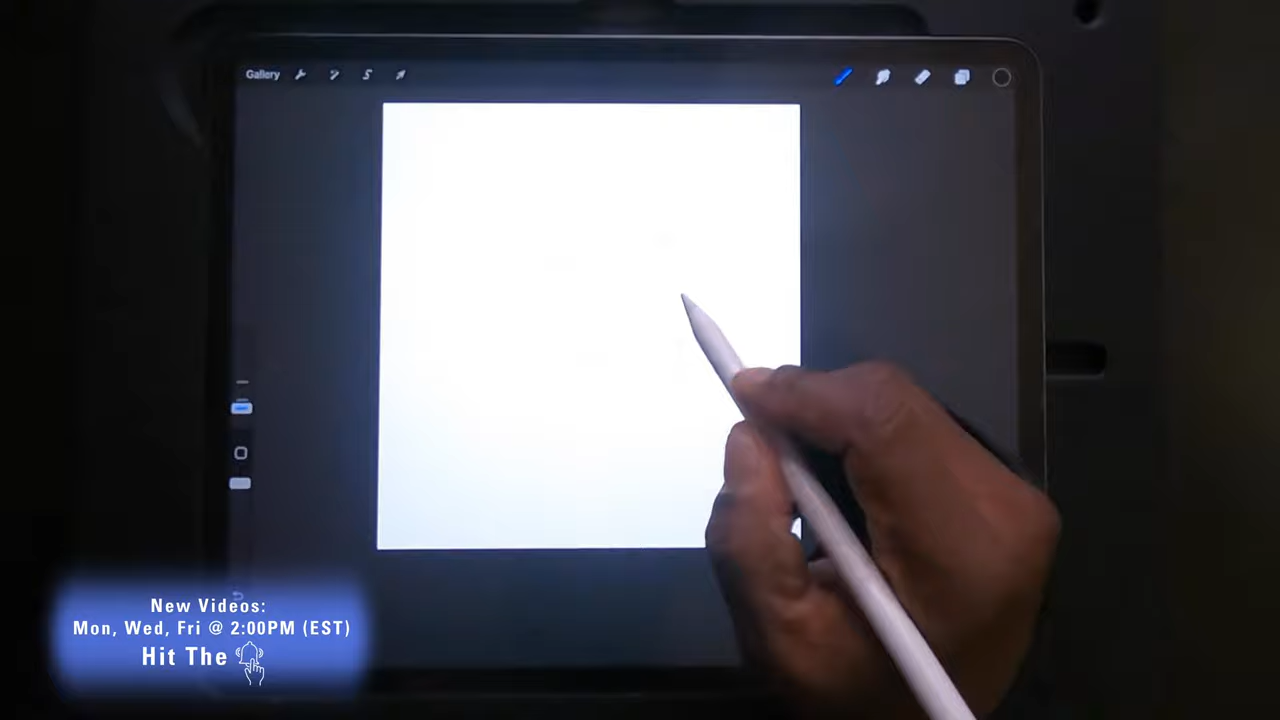 Gallery
New Videos:
Mon, Wed, Fri @ 2:00PM (EST)
Hit The